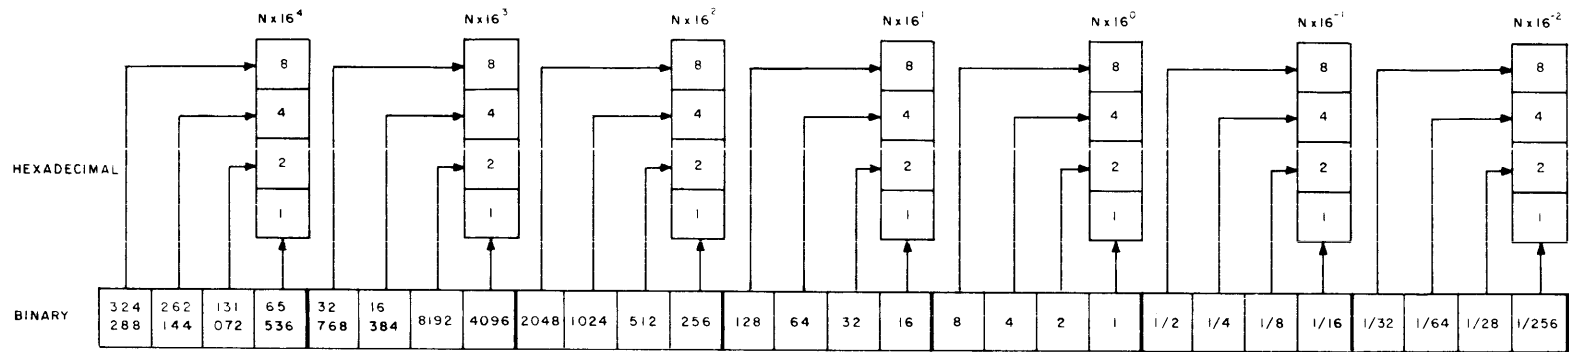 N x 16^4 N x 16^3 N x 16^2 N x 16^1 N x 16^0 N x 16^-1 N x 16^-2
8 8 8 8 8 8 8
4 4 4 4 4 4 4
HEXADECIMAL 2 2 2 2 2 2 2
1 1 1 1 1 1 1
BINARY 324 288 262 144 131 072 65 536 32 768 16 384 8192 4096 2048 1024 512 256 128 64 32 16 8 4 2 1 1/2 1/4 1/8 1/16 1/32 1/64 1/28 1/256